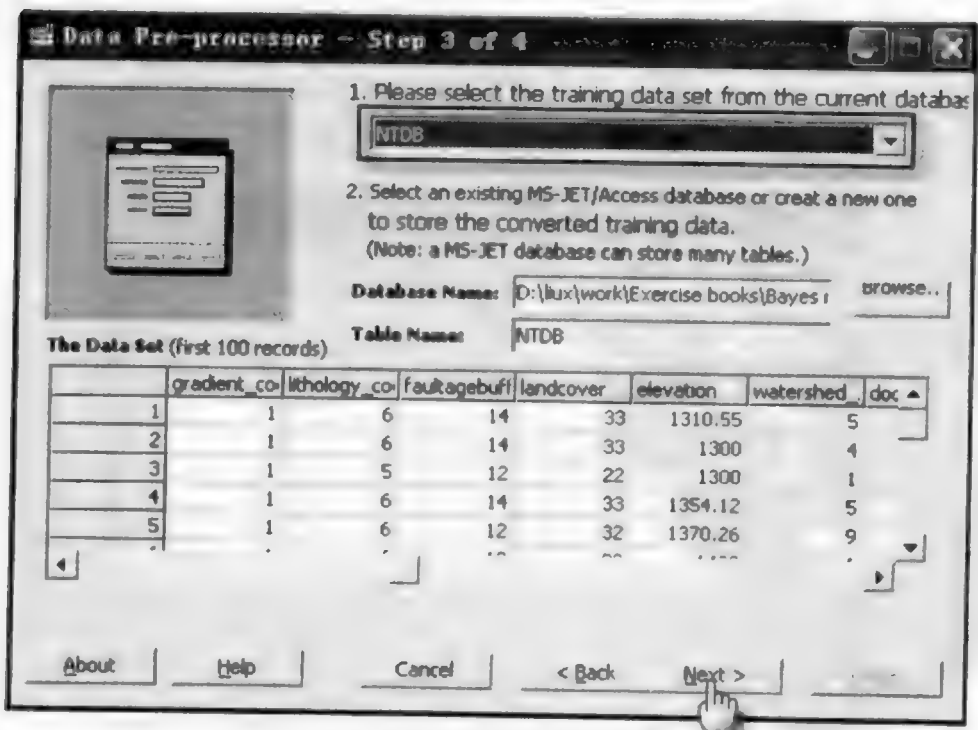 Data Pre-processor - Step 3 of 4
1. Please select the training data set from the current databas
NTDB
2. Select an existing MS-JET/Access database or creat a new one
to store the converted training data.
(Note: a MS-JET database can store many tables.)
Database Name: D:\liux\work\Exercise books\Bayes Browse..
Table Name: NTDB
The Data Set (first 100 records)
gradient_co lithology_co faultagebuff landcover elevation watershed_ doc
1 1 6 14 33 1310.55 5
2 1 6 14 33 1300 4
3 1 5 12 22 1300 1
4 1 6 14 33 1354.12 5
5 1 6 12 32 1370.26 9
About Help Cancel < Back Next >